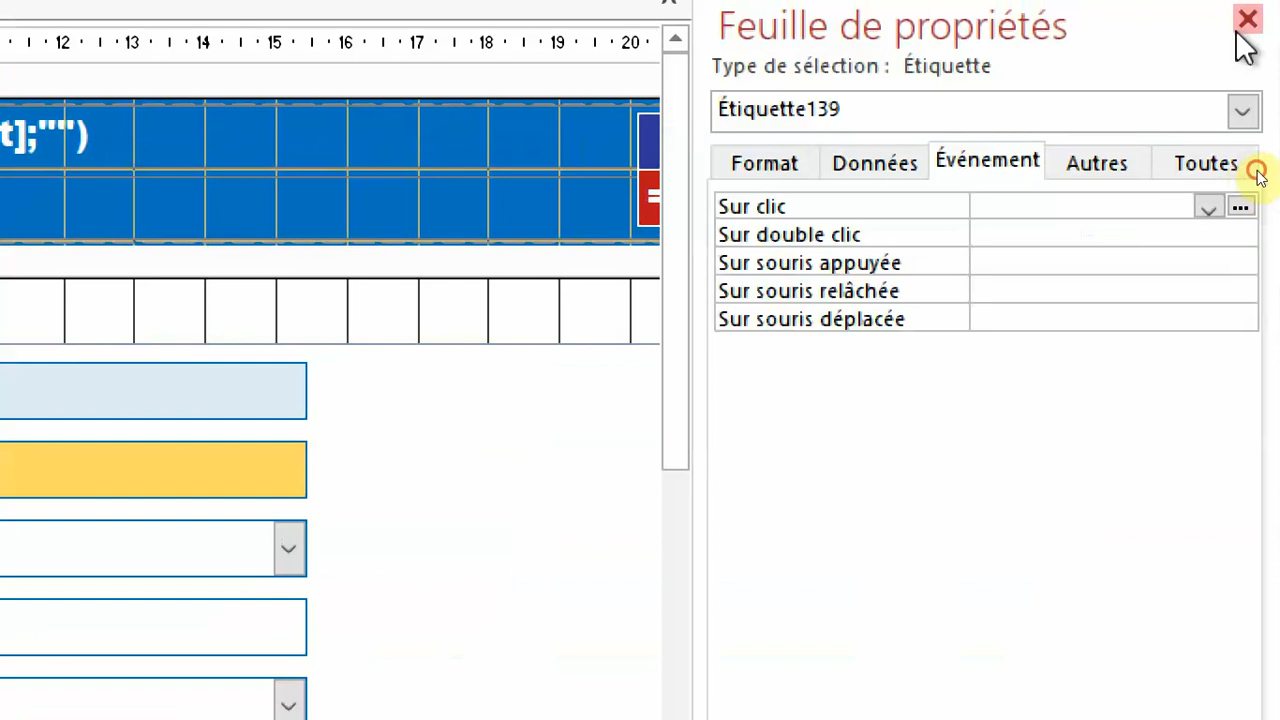 Feuille de propriétés
Type de sélection : Étiquette
12 13 14 15 16 17 18 19 20
Étiquette139
t];"")
Format Données Événement Autres Toutes
=
Sur clic ...
Sur double clic
Sur souris appuyée
Sur souris relâchée
Sur souris déplacée